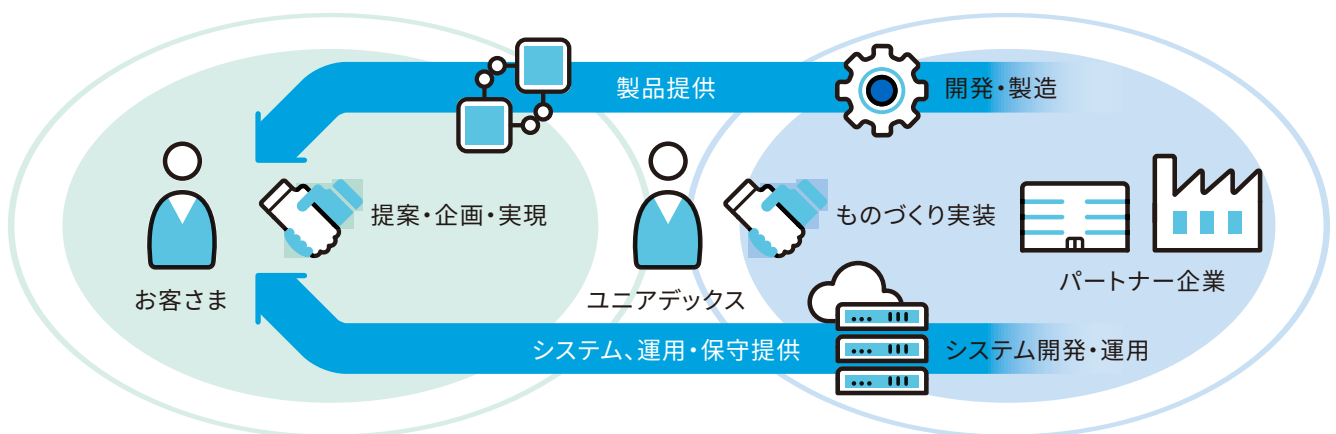 製品提供
開発・製造
提案・企画・実現
ものづくり実装
お客さま
ユニアデックス
パートナー企業
システム、運用・保守提供
システム開発・運用